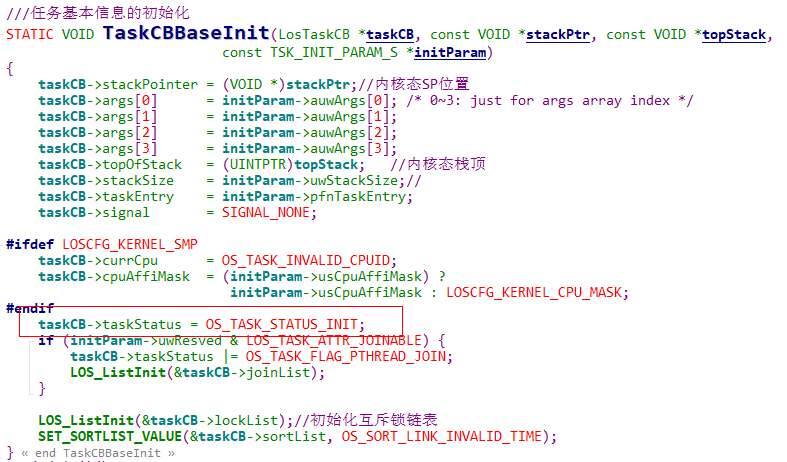 ///任务基本信息的初始化
STATIC VOID TaskCBBaseInit(LosTaskCB *taskCB, const VOID *stackPtr, const VOID *topStack,
const TSK_INIT_PARAM_S *initParam)
{
taskCB->stackPointer = (VOID *)stackPtr;//内核态SP位置
taskCB->args[0] = initParam->auwArgs[0]; /* 0~3: just for args array index */
taskCB->args[1] = initParam->auwArgs[1];
taskCB->args[2] = initParam->auwArgs[2];
taskCB->args[3] = initParam->auwArgs[3];
taskCB->topOfStack = (UINTPTR)topStack; //内核态栈顶
taskCB->stackSize = initParam->uwStackSize;//
taskCB->taskEntry = initParam->pfnTaskEntry;
taskCB->signal = SIGNAL_NONE;
#ifdef LOSCFG_KERNEL_SMP
taskCB->currCpu = OS_TASK_INVALID_CPUID;
taskCB->cpuAffiMask = (initParam->usCpuAffiMask) ?
initParam->usCpuAffiMask : LOSCFG_KERNEL_CPU_MASK;
#endif
taskCB->taskStatus = OS_TASK_STATUS_INIT;
if (initParam->uwResved & LOS_TASK_ATTR_JOINABLE) {
taskCB->taskStatus |= OS_TASK_FLAG_PTHREAD_JOIN;
LOS_ListInit(&taskCB->joinList);
}
LOS_ListInit(&taskCB->lockList);//初始化互斥锁链表
SET_SORTLIST_VALUE(&taskCB->sortList, OS_SORT_LINK_INVALID_TIME);
} « end TaskCBBaseInit »